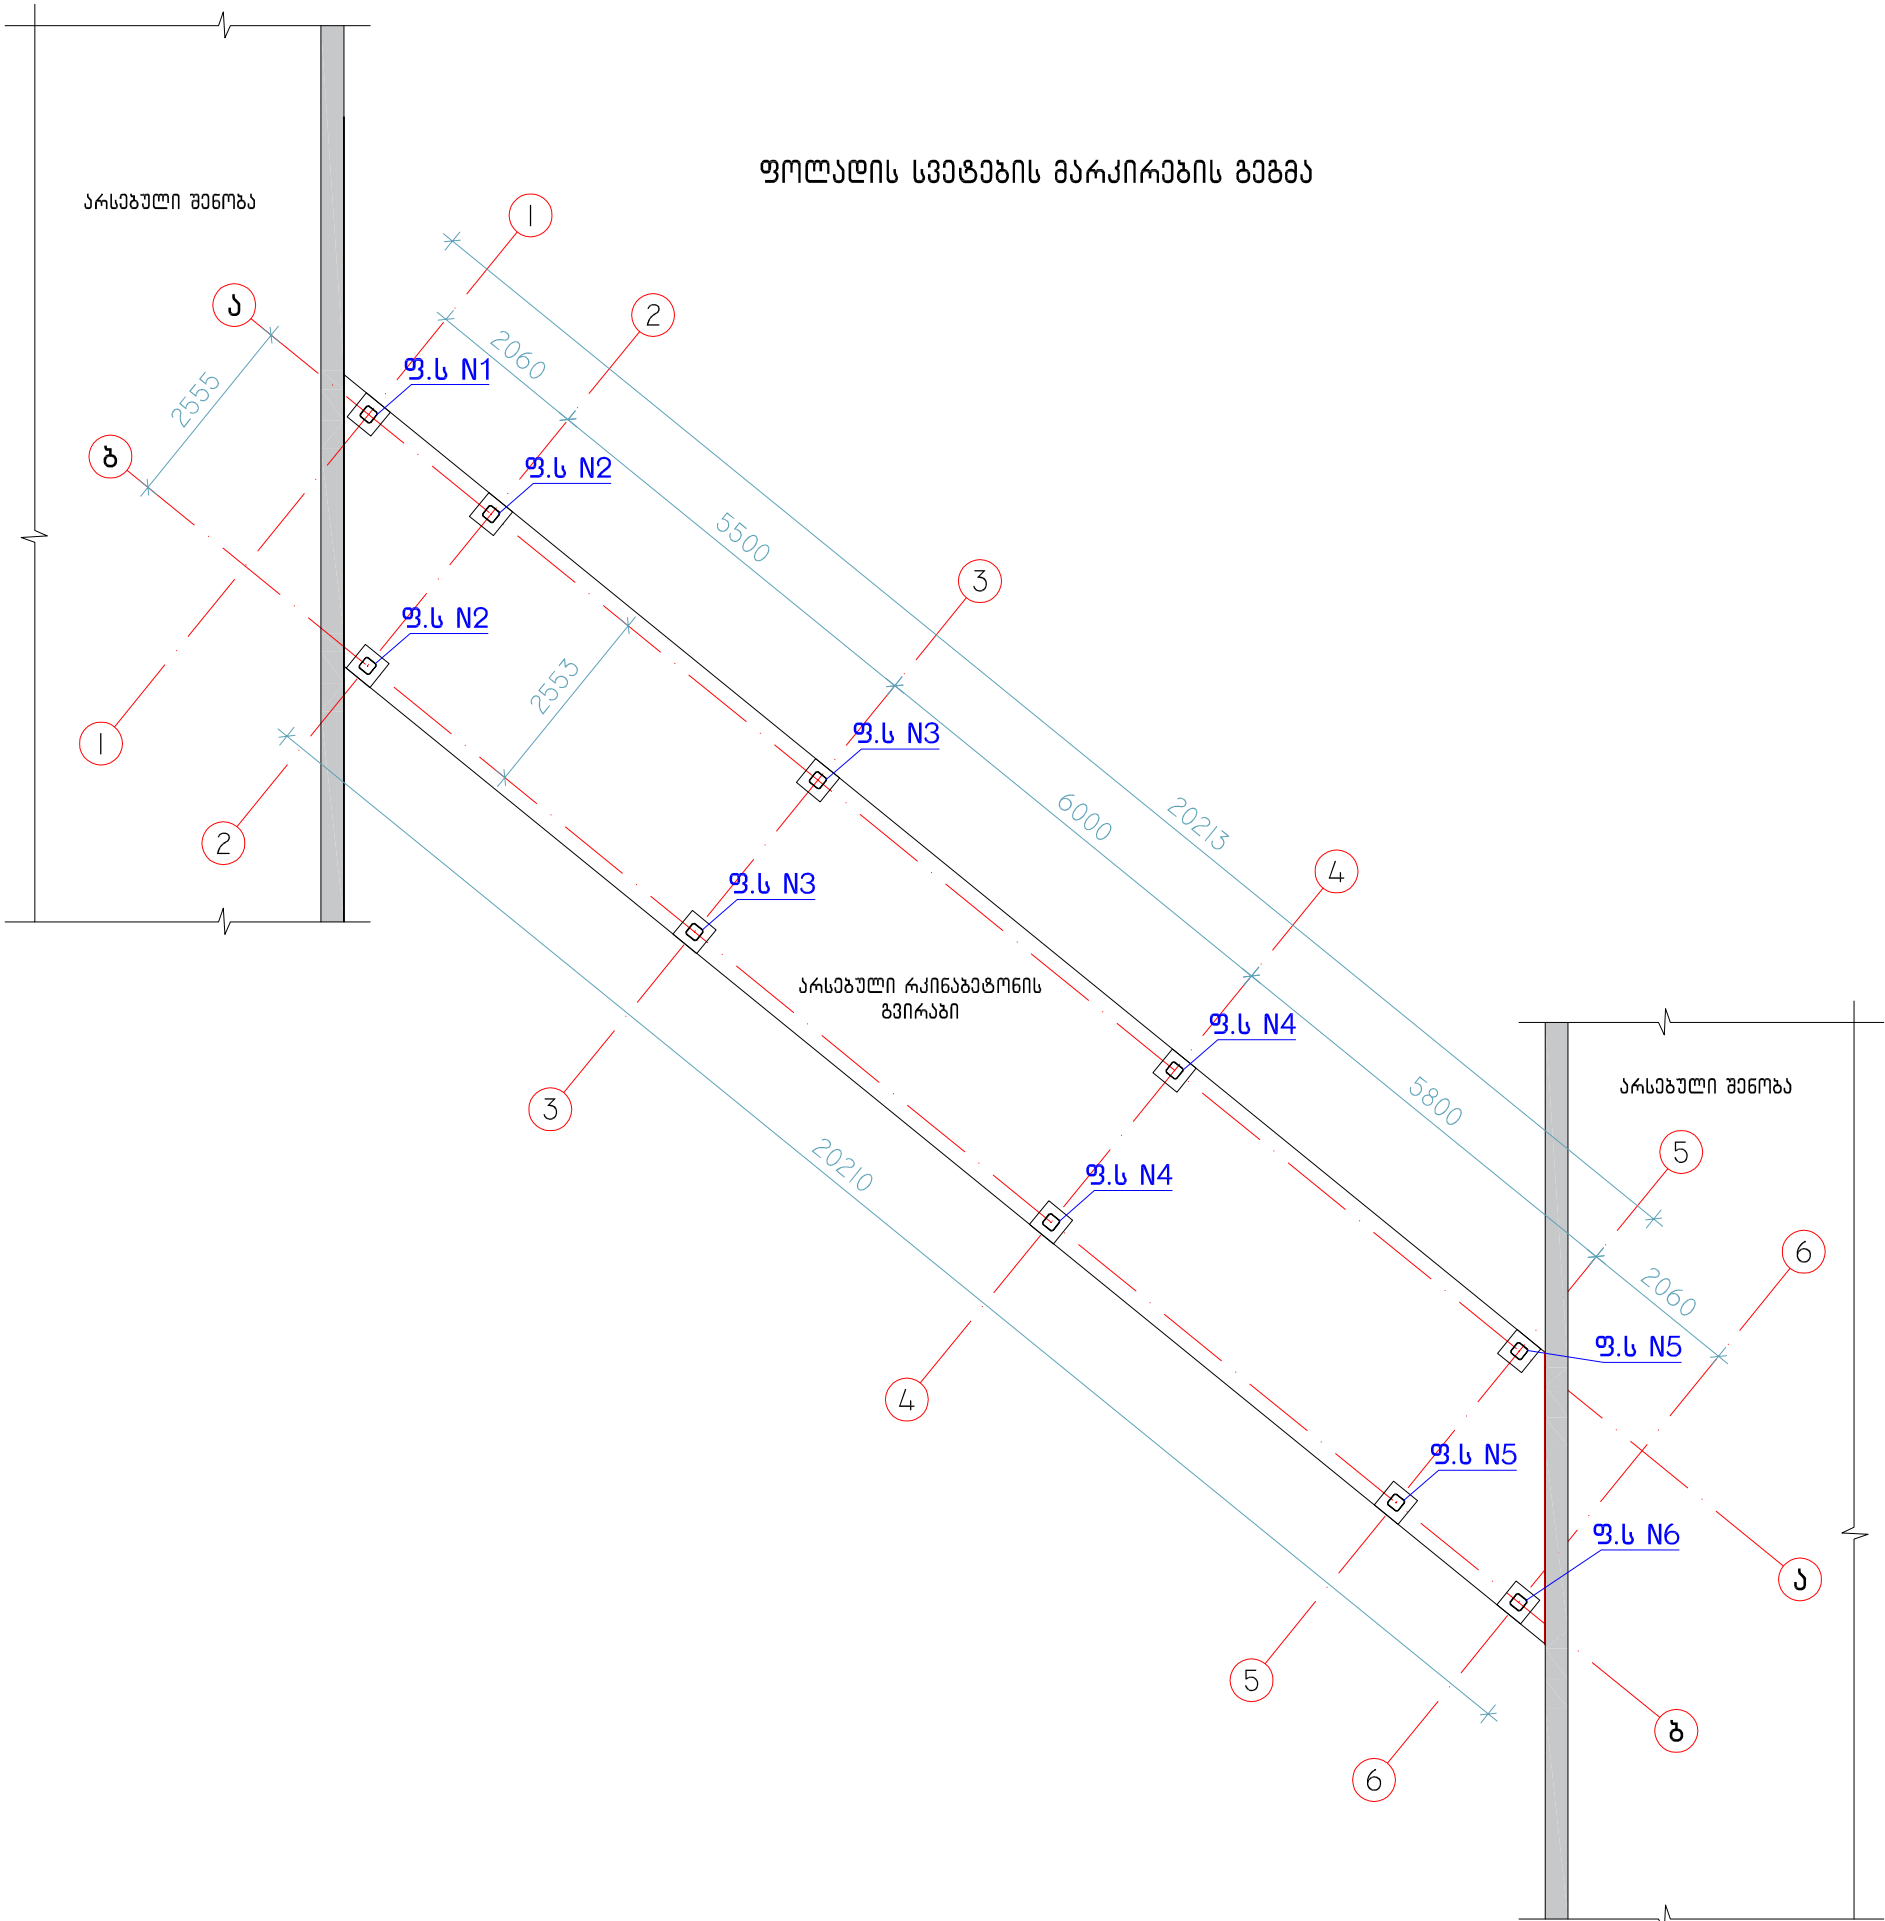 ფოლადის სვეტების მარკირების გეგმა
არსებული შენობა
1
2
ა
2060
ფ.ს N1
2555
ბ
ფ.ს N2
5500
3
ფ.ს N2
2553
1
ფ.ს N3
6000
20213
2
4
ფ.ს N3
არსებული რკინაბეტონის
გვირაბი
ფ.ს N4
არსებული შენობა
5800
3
5
20210
ფ.ს N4
6
2060
ფ.ს N5
4
ფ.ს N5
ფ.ს N6
ა
5
ბ
6